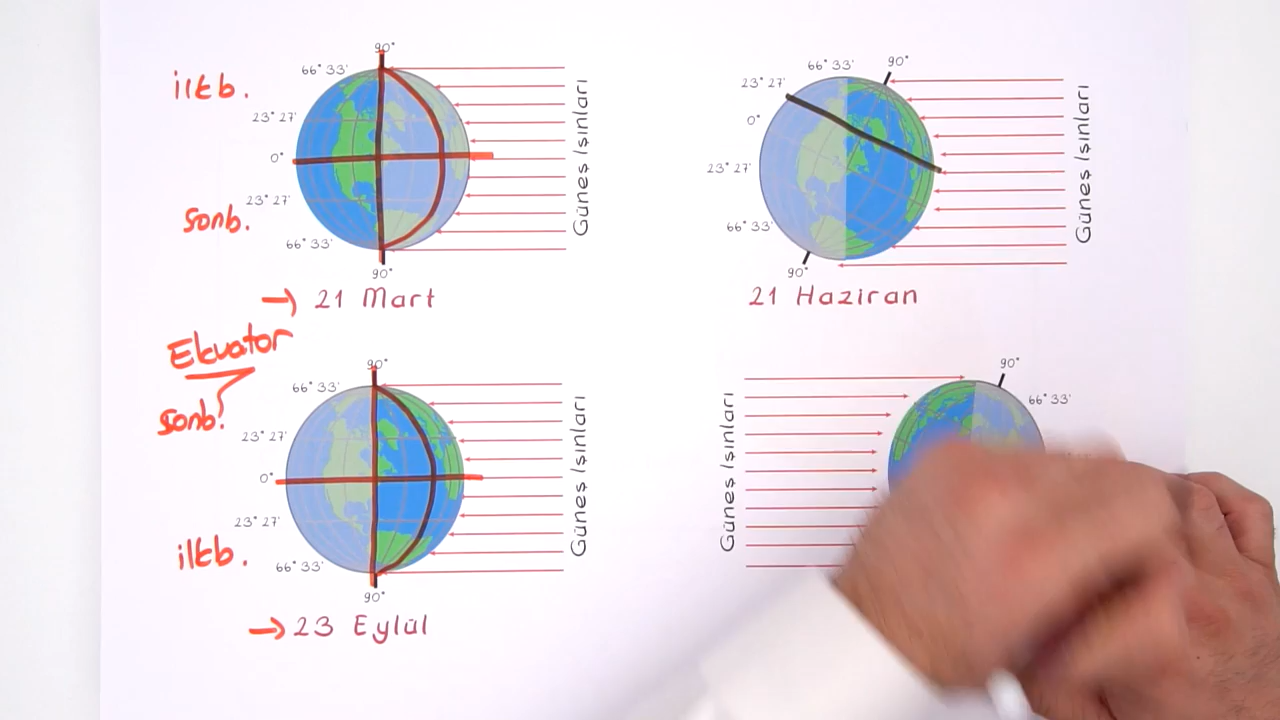 90°
66° 33'
ilkb.
23° 27'
0°
23° 27'
sonb.
66° 33'
90°
Güneş Işınları
→ 21 Mart
90°
66° 33'
23° 27'
0°
23° 27'
66° 33'
90°
Güneş Işınları
21 Haziran
Ekvator
sonb.
90°
66° 33'
23° 27'
0°
23° 27'
ilkb.
66° 33'
90°
Güneş Işınları
→ 23 Eylül
90°
66° 33'
Güneş Işınları